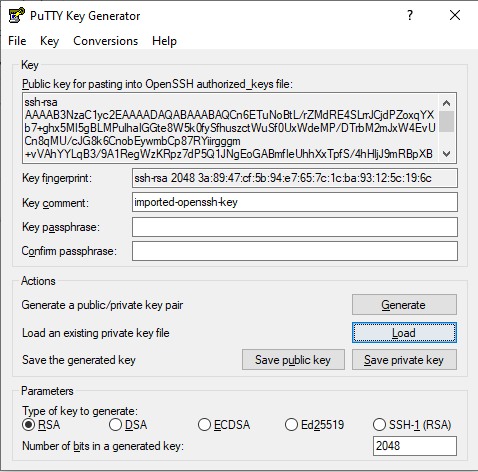 PuTTY Key Generator
File Key Conversions Help
Key
Public key for pasting into OpenSSH authorized_keys file:
ssh-rsa
AAAAB3NzaC1yc2EAAAADAQABAAABAQCn6ETuNoBtL/rZMdRE4SLrrJCjdPZoxqYX
b7+ghx5MI5gBLMPulhalGGte8W5k0fySfhuszctWuSf0UxWdeMP/DTrbM2mJxW4EvU
Cn8qMU/cJG8k6CnobEywmbCp87RYiirgggm
+vVAhYYLqB3/9A1RegWzKRpz7dP5Q1JNgEoGABmfleUhhXxTpfS/4hHljJ9mRBpXB
Key fingerprint: ssh-rsa 2048 3a:89:47:cf:5b:94:e7:65:7c:1c:ba:93:12:5c:19:6c
Key comment: imported-openssh-key
Key passphrase:
Confirm passphrase:
Actions
Generate a public/private key pair Generate
Load an existing private key file Load
Save the generated key Save public key Save private key
Parameters
Type of key to generate:
RSA DSA ECDSA Ed25519 SSH-1 (RSA)
Number of bits in a generated key: 2048